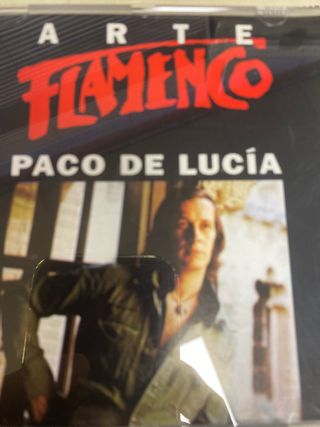 ARTE
FLAMENCO
PACO DE LUCÍA